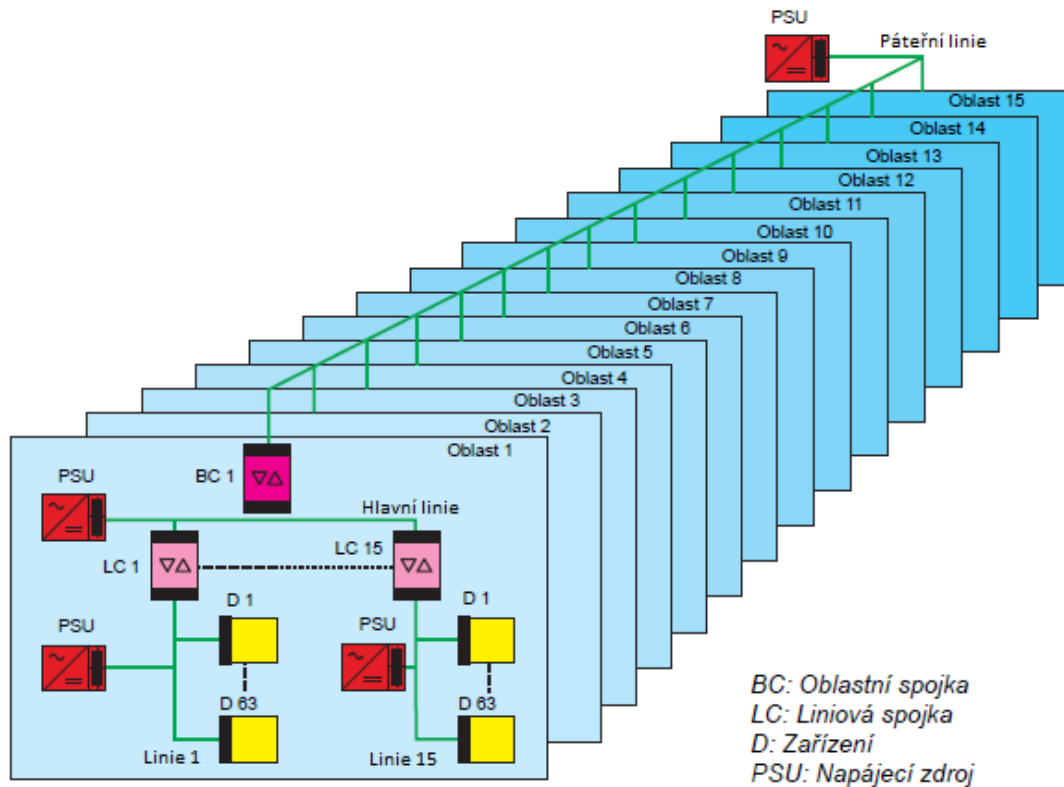 PSU
Páteřní linie
Oblast 15
Oblast 14
Oblast 13
Oblast 12
Oblast 11
Oblast 10
Oblast 9
Oblast 8
Oblast 7
Oblast 6
Oblast 5
Oblast 4
Oblast 3
Oblast 2
Oblast 1
PSU
BC 1
Hlavní linie
LC 1
LC 15
PSU
D 1
PSU
D 1
D 63
D 63
Linie 1
Linie 15
BC: Oblastní spojka
LC: Liniová spojka
D: Zařízení
PSU: Napájecí zdroj